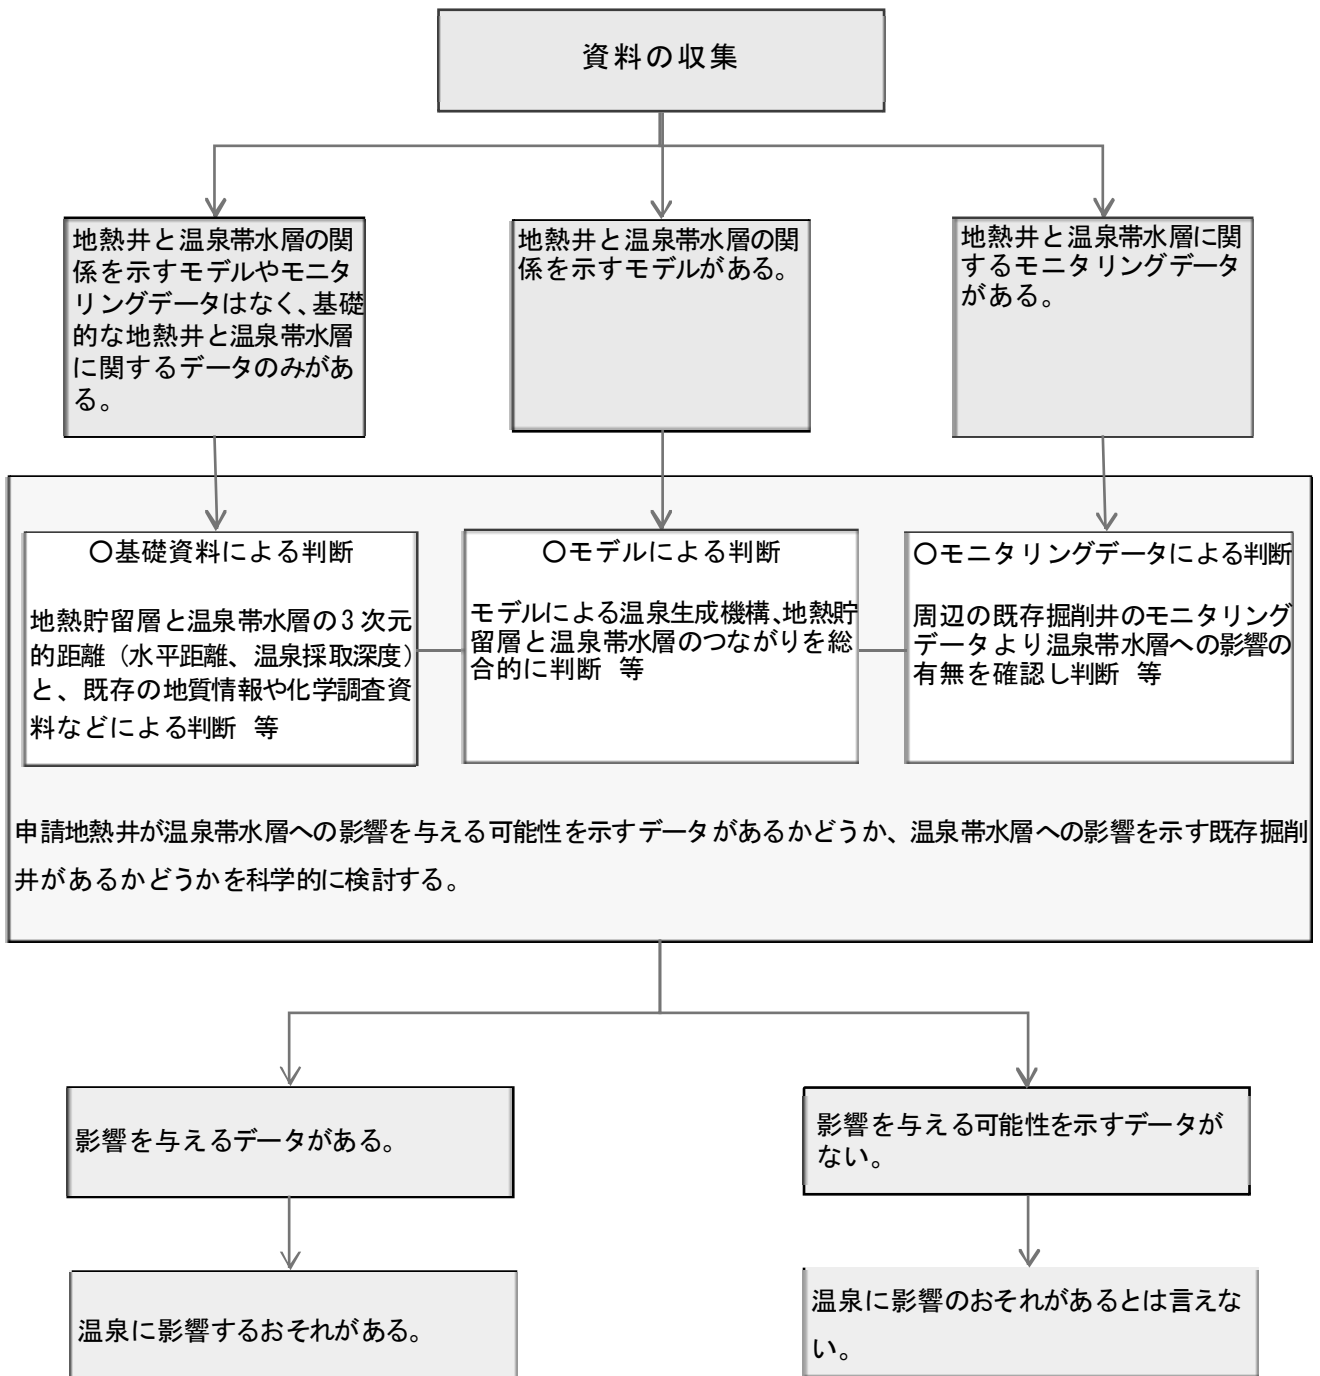 資料の収集
地熱井と温泉帯水層の関
係を示すモデルやモニタ
リングデータはなく、基礎
的な地熱井と温泉帯水層
に関するデータのみがあ
る。
地熱井と温泉帯水層の関
係を示すモデルがある。
地熱井と温泉帯水層に関
するモニタリングデータ
がある。
〇基礎資料による判断
地熱貯留層と温泉帯水層の3次元
的距離（水平距離、温泉採取深度）
と、既存の地質情報や化学調査資
料などによる判断 等
〇モデルによる判断
モデルによる温泉生成機構、地熱貯
留層と温泉帯水層のつながりを総
合的に判断 等
〇モニタリングデータによる判断
周辺の既存掘削井のモニタリング
データより温泉帯水層への影響の
有無を確認し判断 等
申請地熱井が温泉帯水層への影響を与える可能性を示すデータがあるかどうか、温泉帯水層への影響を示す既存掘削
井があるかどうかを科学的に検討する。
影響を与えるデータがある。
影響を与える可能性を示すデータが
ない。
温泉に影響するおそれがある。
温泉に影響のおそれがあるとは言えな
い。